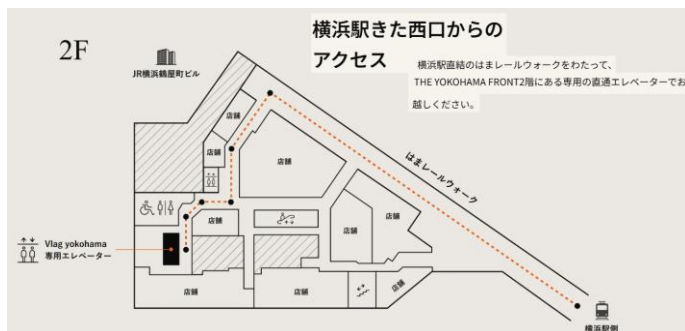 横浜駅きた西口からの
アクセス
横浜駅直結のはまレールウォークをわたって、
THE YOKOHAMA FRONT2階にある専用の直通エレベーターでお
越しください。
2F
JR横浜鶴屋町ビル
店舗
店舗
店舗
はまレールウォーク
店舗
店舗
店舗
Vlag yokohama
専用エレベーター
店舗
店舗
店舗
横浜駅側